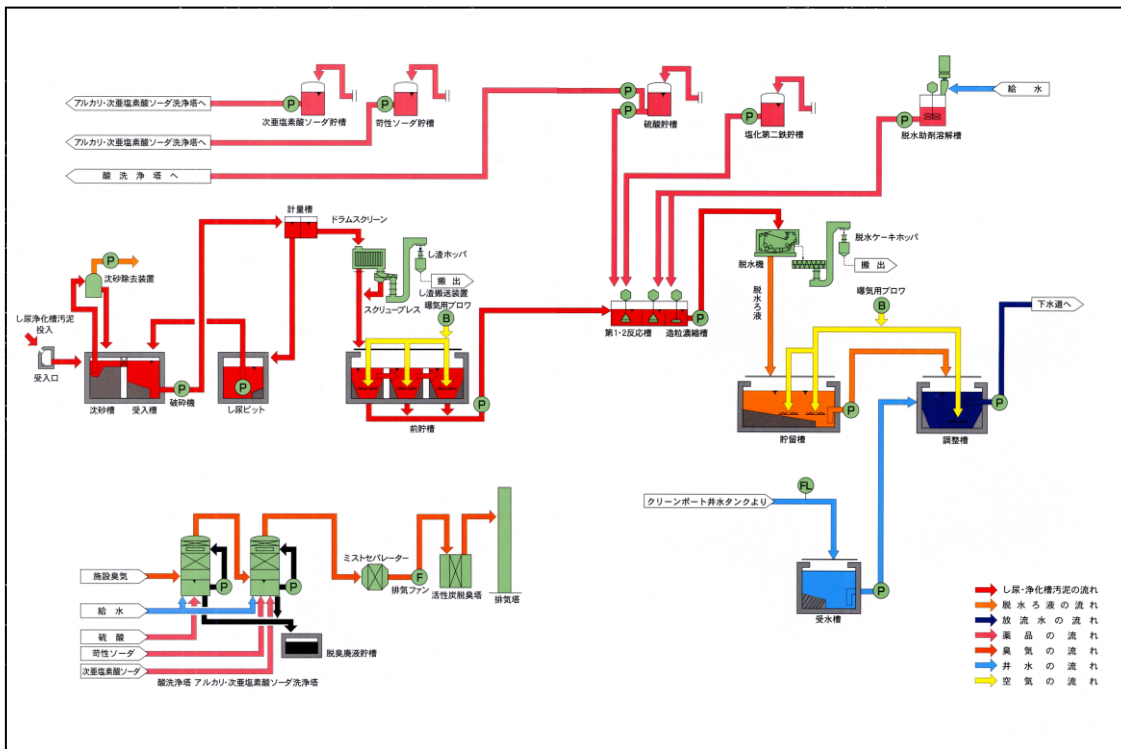 アルカリ・次亜塩素酸ソーダ洗浄塔へ
P
次亜塩素酸ソーダ貯槽
P
苛性ソーダ貯槽
アルカリ・次亜塩素酸ソーダ洗浄塔へ
酸洗浄塔へ
P
P
硫酸貯槽
P
塩化第二鉄貯槽
給水
P
脱水助剤溶解槽
計量槽
ドラムスクリーン
し渣ホッパ
搬出
し渣搬送装置
スクリュープレス
曝気用ブロワ
B
P
沈砂除去装置
し尿浄化槽汚泥
投入
受入口
沈砂槽
受入槽
P
破砕機
P
し尿ピット
前貯槽
P
第1・2反応槽
造粒濃縮槽
P
脱水機
脱水ケーキホッパ
搬出
脱水ろ液
曝気用ブロワ
B
下水道へ
貯留槽
P
調整槽
P
クリーンポート井水タンクより
FL
受水槽
P
施設臭気
給水
硫酸
苛性ソーダ
次亜塩素酸ソーダ
P
P
酸洗浄塔
アルカリ・次亜塩素酸ソーダ洗浄塔
脱臭廃液貯槽
ミストセパレーター
排気ファン
F
活性炭脱臭塔
排気塔
し尿・浄化槽汚泥の流れ
脱水ろ液の流れ
放流水の流れ
薬品の流れ
臭気の流れ
井水の流れ
空気の流れ